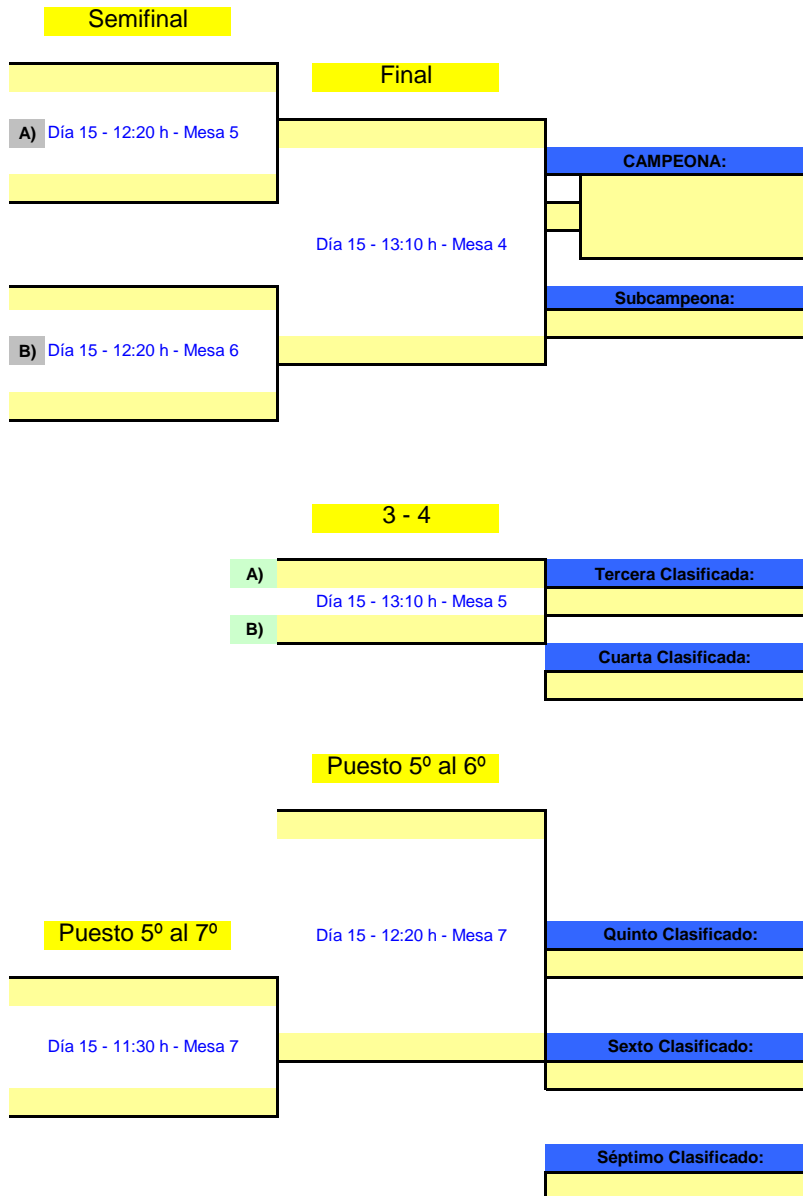 Semifinal
Final
A) Día 15 - 12:20 h - Mesa 5
CAMPEONA:
Día 15 - 13:10 h - Mesa 4
Subcampeona:
B) Día 15 - 12:20 h - Mesa 6
3 - 4
A)
Tercera Clasificada:
Día 15 - 13:10 h - Mesa 5
B)
Cuarta Clasificada:
Puesto 5º al 6º
Puesto 5º al 7º
Día 15 - 12:20 h - Mesa 7
Quinto Clasificado:
Día 15 - 11:30 h - Mesa 7
Sexto Clasificado:
Séptimo Clasificado: